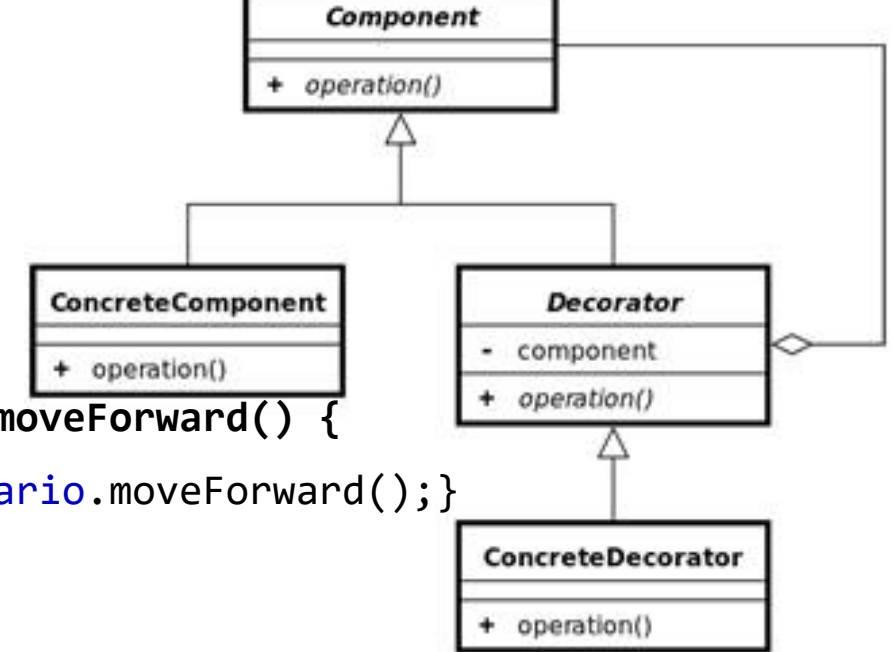 Component
+ operation()
ConcreteComponent
+ operation()
Decorator
- component
+ operation()
moveForward() {
ario.moveForward();}
ConcreteDecorator
+ operation()